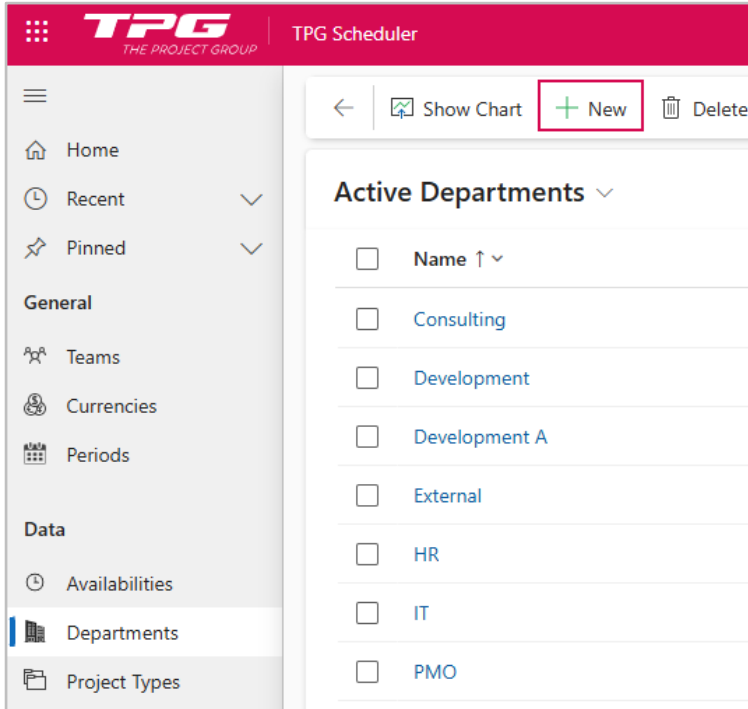 TPG
THE PROJECT GROUP
TPG Scheduler
Show Chart
New
Delete
Home
Recent
Pinned
General
Teams
Currencies
Periods
Data
Availabilities
Departments
Project Types
Active Departments
Name ↑
Consulting
Development
Development A
External
HR
IT
PMO